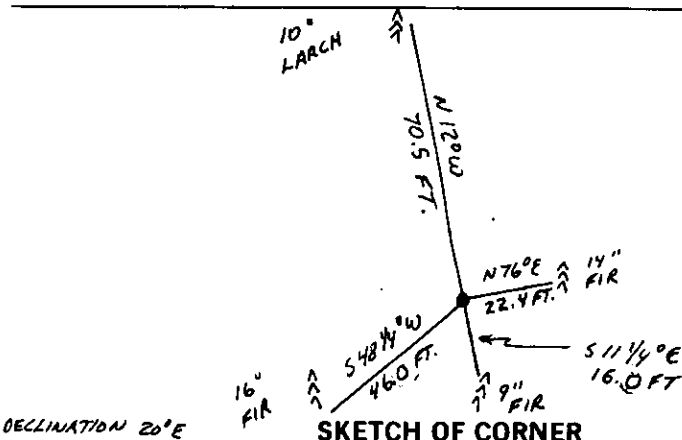 10"
LARCH
N 12° W
70.5 FT.
N 76° E
22.4 FT.
14"
FIR
S 48 1/4° W
46.0 FT.
S 11 1/4° E
16.0 FT
16"
FIR
9"
FIR
DECLINATION 20° E
SKETCH OF CORNER